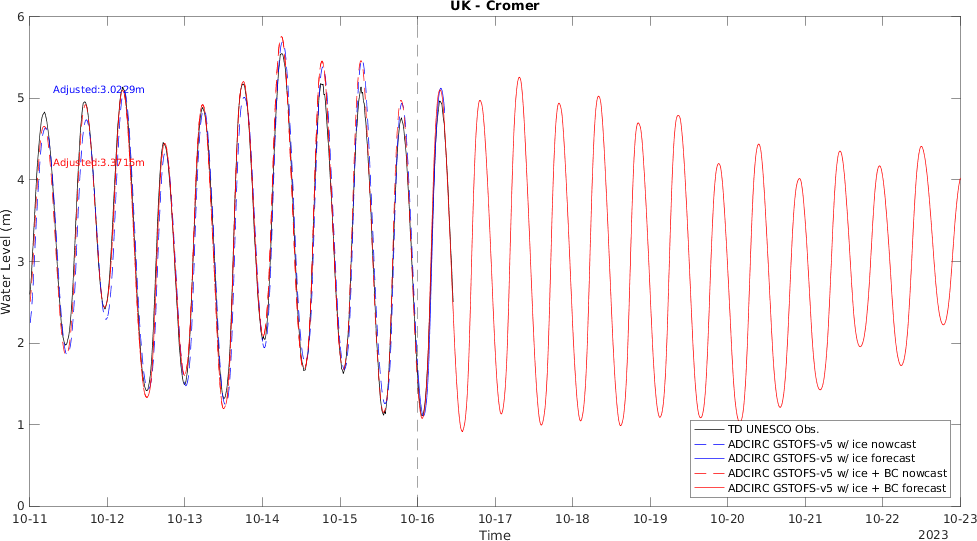 UK - Cromer
6
5
4
3
2
1
0
Water Level (m)
Adjusted:3.0229m
Adjusted:3.3715m
TD UNESCO Obs.
ADCIRC GSTOFS-v5 w/ ice nowcast
ADCIRC GSTOFS-v5 w/ ice forecast
ADCIRC GSTOFS-v5 w/ ice + BC nowcast
ADCIRC GSTOFS-v5 w/ ice + BC forecast
10-11 10-12 10-13 10-14 10-15 10-16 10-17 10-18 10-19 10-20 10-21 10-22 10-23
Time
2023